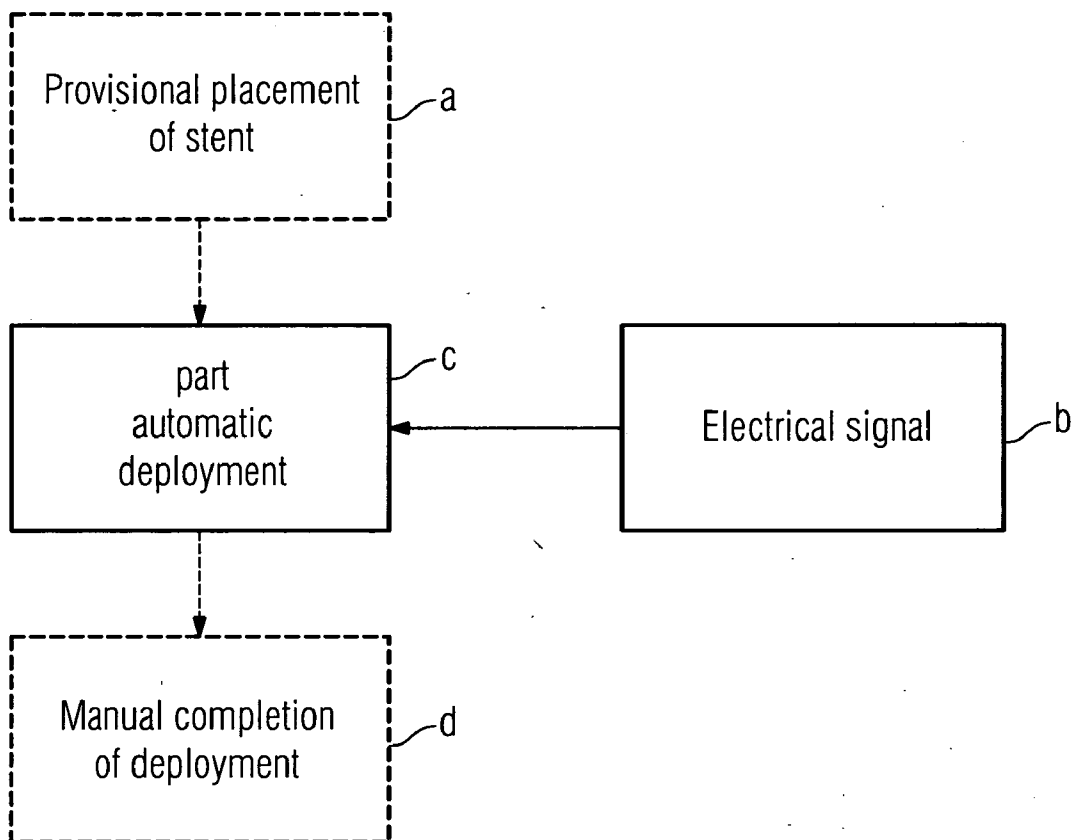 Provisional placement
of stent
a
part
automatic
deployment
c
Electrical signal
b
Manual completion
of deployment
d